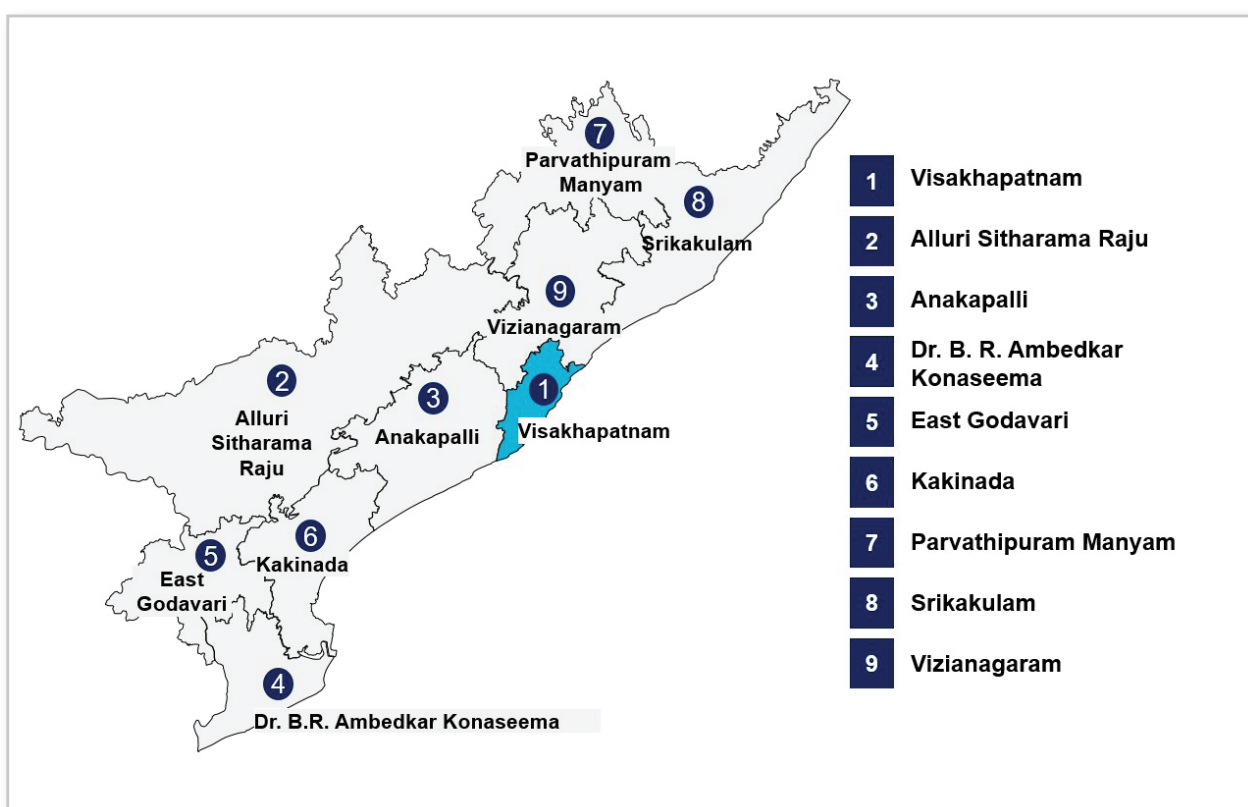 7
Parvathipuram
Manyam
8
Srikakulam
9
Vizianagaram
2
Alluri
Sitharama
Raju
3
Anakapalli
1
Visakhapatnam
6
Kakinada
5
East
Godavari
4
Dr. B.R. Ambedkar Konaseema
1 Visakhapatnam
2 Alluri Sitharama Raju
3 Anakapalli
4 Dr. B. R. Ambedkar
Konaseema
5 East Godavari
6 Kakinada
7 Parvathipuram Manyam
8 Srikakulam
9 Vizianagaram